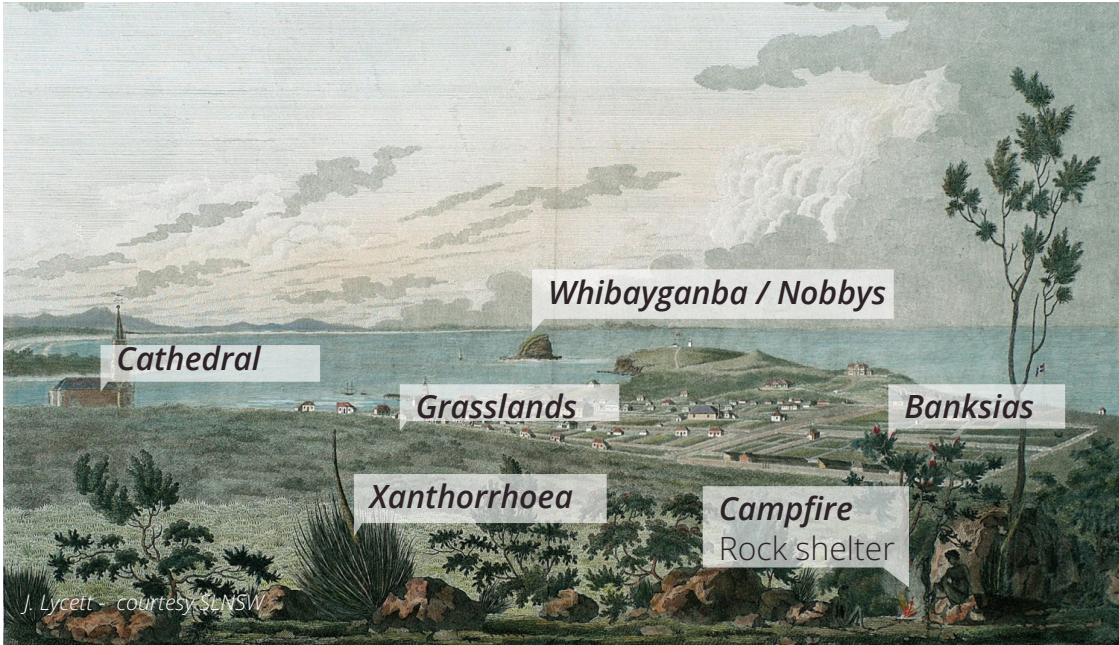 Whibayganba / Nobbys
Cathedral
Grasslands
Banksias
Xanthorrhoea
Campfire
Rock shelter
J. Lycett - courtesy SLNSW